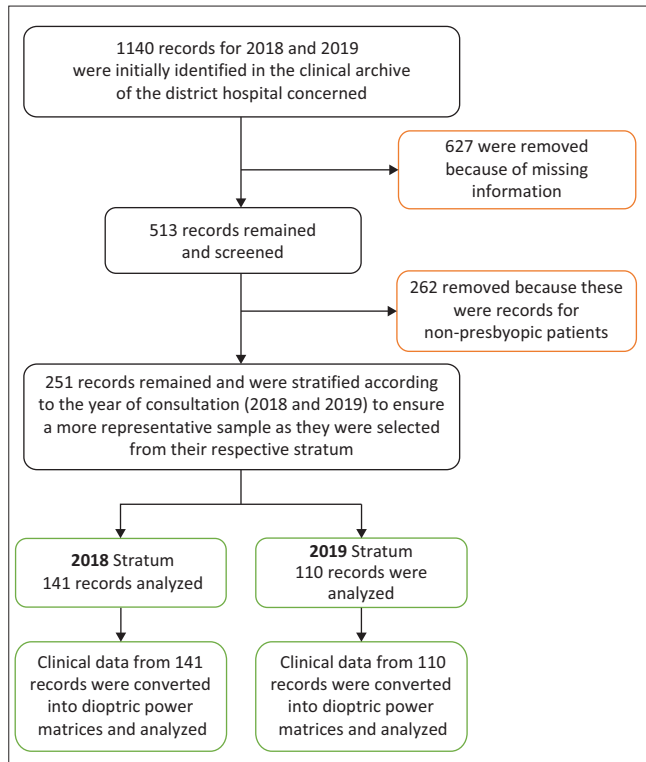 1140 records for 2018 and 2019
were initially identified in the clinical archive
of the district hospital concerned
627 were removed
because of missing
information
513 records remained
and screened
262 removed because these
were records for
non-presbyopic patients
251 records remained and were stratified according
to the year of consultation (2018 and 2019) to ensure
a more representative sample as they were selected
from their respective stratum
2018 Stratum
141 records analyzed
2019 Stratum
110 records were
analyzed
Clinical data from 141
records were converted
into dioptric power
matrices and analyzed
Clinical data from 110
records were converted
into dioptric power
matrices and analyzed